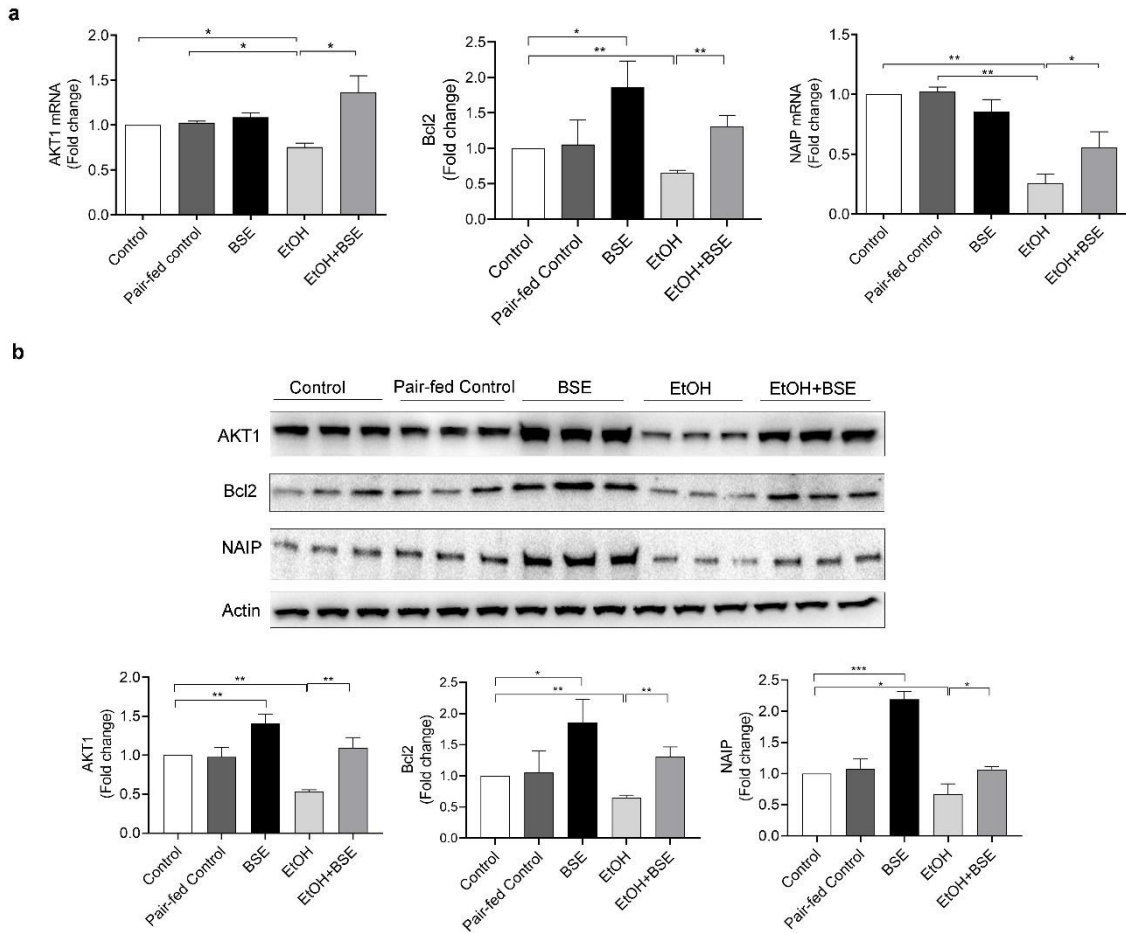 a
*
*
*
AKT1 mRNA
(Fold change)
2.0
1.5
1.0
0.5
0.0
Control
Pair-fed control
BSE
EtOH
EtOH+BSE
*
**
**
Bcl2
(Fold change)
2.5
2.0
1.5
1.0
0.5
0.0
Control
Pair-fed Control
BSE
EtOH
EtOH+BSE
**
*
**
NAIP mRNA
(Fold change)
1.5
1.0
0.5
0.0
Control
Pair-fed control
BSE
EtOH
EtOH+BSE
b
Control Pair-fed Control BSE EtOH EtOH+BSE
AKT1
Bcl2
NAIP
Actin
**
**
**
AKT1
(Fold change)
2.0
1.5
1.0
0.5
0.0
Control
Pair-fed Control
BSE
EtOH
EtOH+BSE
*
**
**
Bcl2
(Fold change)
2.5
2.0
1.5
1.0
0.5
0.0
Control
Pair-fed Control
BSE
EtOH
EtOH+BSE
***
*
*
NAIP
(Fold change)
2.5
2.0
1.5
1.0
0.5
0.0
Control
Pair-fed Control
BSE
EtOH
EtOH+BSE